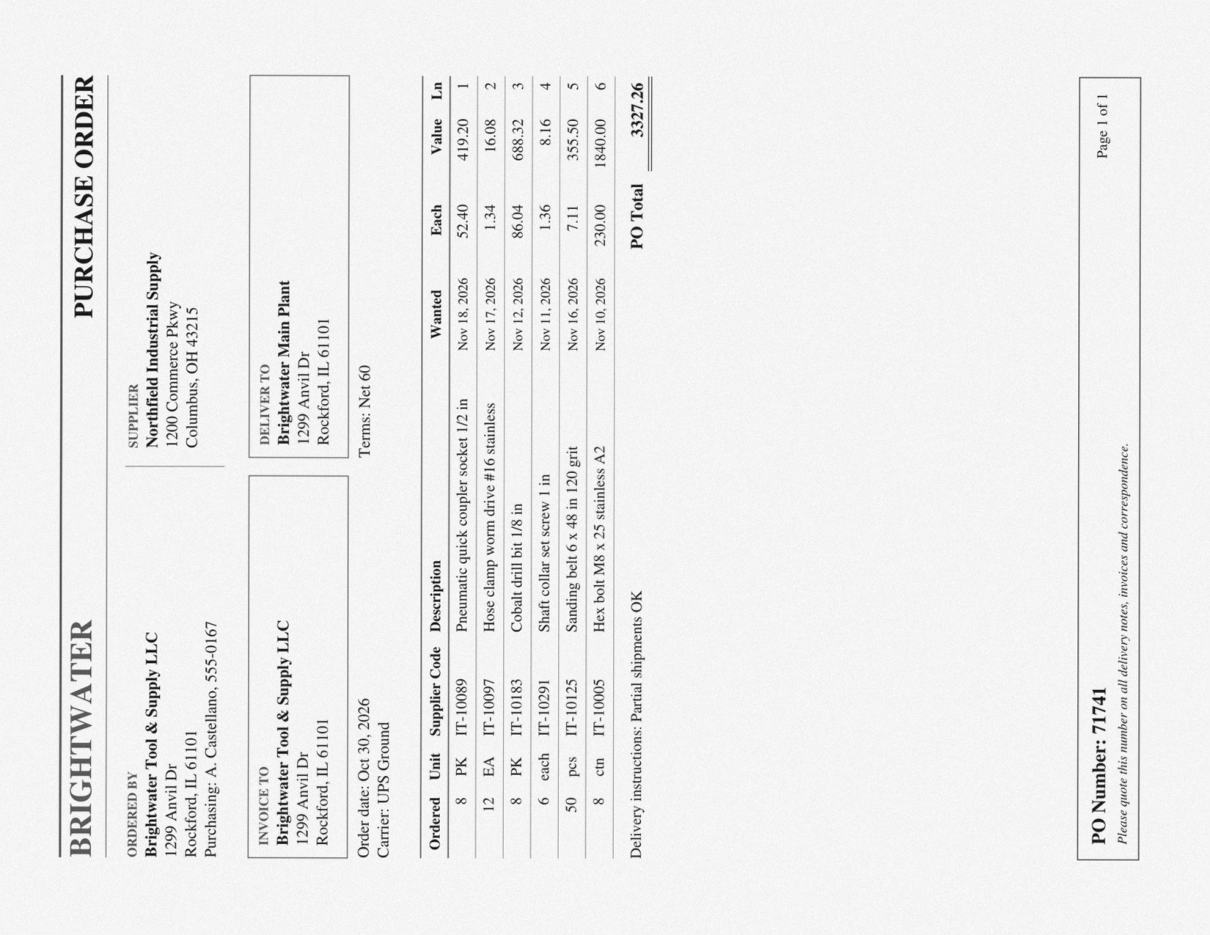 BRIGHTWATER PURCHASE ORDER
ORDERED BY
Brightwater Tool & Supply LLC
1299 Anvil Dr
Rockford, IL 61101
Purchasing: A. Castellano, 555-0167
SUPPLIER
Northfield Industrial Supply
1200 Commerce Pkwy
Columbus, OH 43215
INVOICE TO
Brightwater Tool & Supply LLC
1299 Anvil Dr
Rockford, IL 61101
DELIVER TO
Brightwater Main Plant
1299 Anvil Dr
Rockford, IL 61101
Order date: Oct 30, 2026 Terms: Net 60
Carrier: UPS Ground
Ordered Unit Supplier Code Description Wanted Each Value Ln
8 PK IT-10089 Pneumatic quick coupler socket 1/2 in Nov 18, 2026 52.40 419.20 1
12 EA IT-10097 Hose clamp worm drive #16 stainless Nov 17, 2026 1.34 16.08 2
8 PK IT-10183 Cobalt drill bit 1/8 in Nov 12, 2026 86.04 688.32 3
6 each IT-10291 Shaft collar set screw 1 in Nov 11, 2026 1.36 8.16 4
50 pcs IT-10125 Sanding belt 6 x 48 in 120 grit Nov 16, 2026 7.11 355.50 5
8 ctn IT-10005 Hex bolt M8 x 25 stainless A2 Nov 10, 2026 230.00 1840.00 6
Delivery instructions: Partial shipments OK PO Total 3327.26
PO Number: 71741 Page 1 of 1
Please quote this number on all delivery notes, invoices and correspondence.